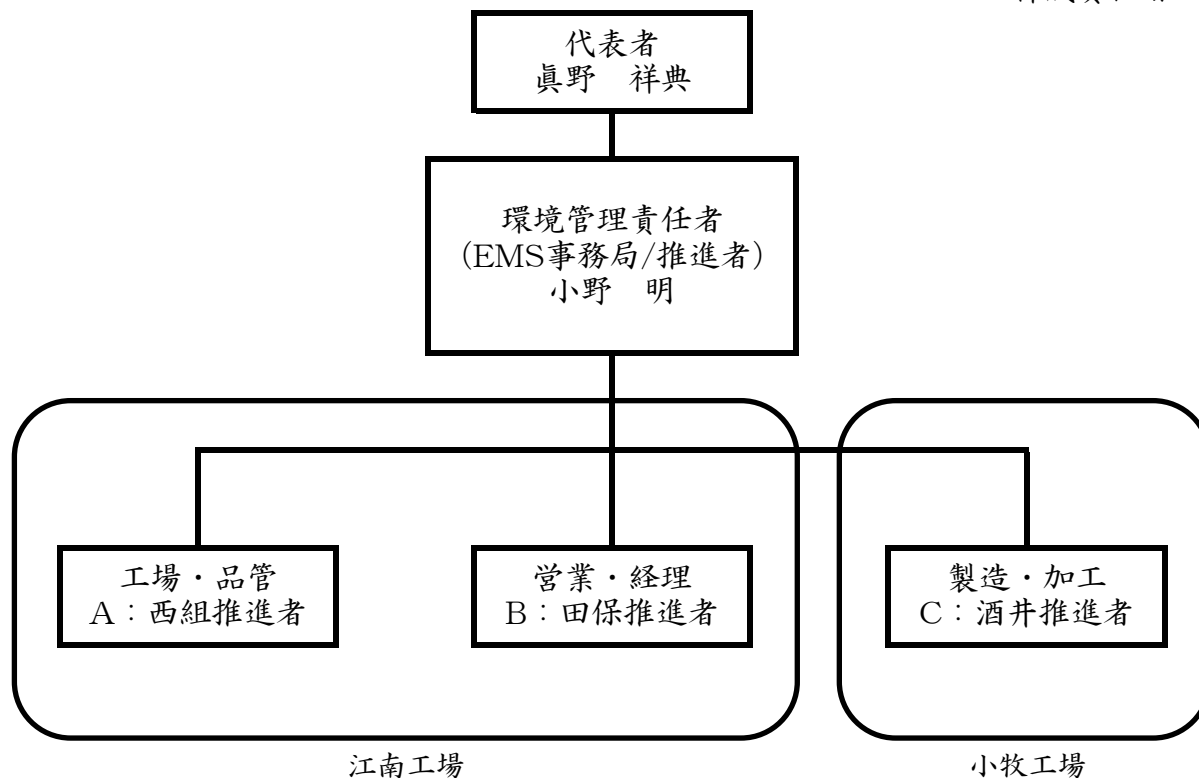 代表者
眞野　祥典
環境管理責任者
(EMS事務局/推進者)
小野　明
工場・品管
A：西組推進者
営業・経理
B：田保推進者
製造・加工
C：酒井推進者
江南工場
小牧工場